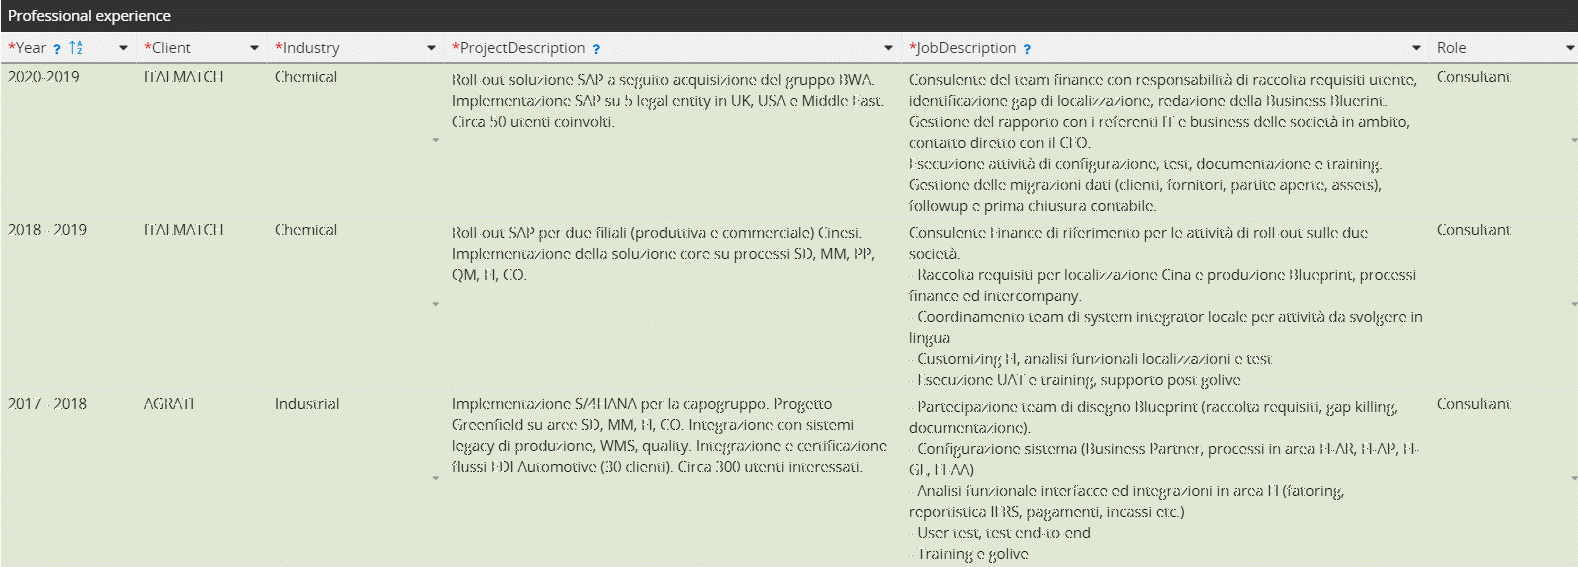 Professional experience
*Year ? *Client *Industry *ProjectDescription ? *JobDescription ? Role
2020-2019 ITALMATCH Chemical Roll-out soluzione SAP a seguito acquisizione del gruppo BWA. Consulente del team finance con responsabilità di raccolta requisiti utente, Consultant
Implementazione SAP su 5 legal entity in UK, USA e Middle East. identificazione gap di localizzazione, redazione della Business Bluerint.
Circa 50 utenti coinvolti. Gestione del rapporto con i referenti IT e business delle società in ambito,
contatto diretto con il CFO.
Esecuzione attività di configurazione, test, documentazione e training.
Gestione delle migrazioni dati (clienti, fornitori, partite aperte, assets),
followup e prima chiusura contabile.
2018 - 2019 ITALMATCH Chemical Roll-out SAP per due filiali (produttiva e commerciale) Cinesi. Consulente Finance di riferimento per le attività di roll-out sulle due Consultant
Implementazione della soluzione core su processi SD, MM, PP, società.
QM, FI, CO. - Raccolta requisiti per localizzazione Cina e produzione Blueprint, processi
finance ed intercompany.
- Coordinamento team di system integrator locale per attività da svolgere in
lingua
- Customizing FI, analisi funzionali localizzazioni e test
- Esecuzione UAT e training, supporto post golive
2017 - 2018 AGRATI Industrial Implementazione S/4HANA per la capogruppo. Progetto - Partecipazione team di disegno Blueprint (raccolta requisiti, gap killing, Consultant
Greenfield su aree SD, MM, FI, CO. Integrazione con sistemi documentazione).
legacy di produzione, WMS, quality. Integrazione e certificazione - Configurazione sistema (Business Partner, processi in area FI-AR, FI-AP, FI-
flussi EDI Automotive (30 clienti). Circa 300 utenti interessati. GL, FI-AA)
- Analisi funzionale interfacce ed integrazioni in area FI (fatoring,
reportistica IFRS, pagamenti, incassi etc.)
- User test, test end-to-end
- Training e golive